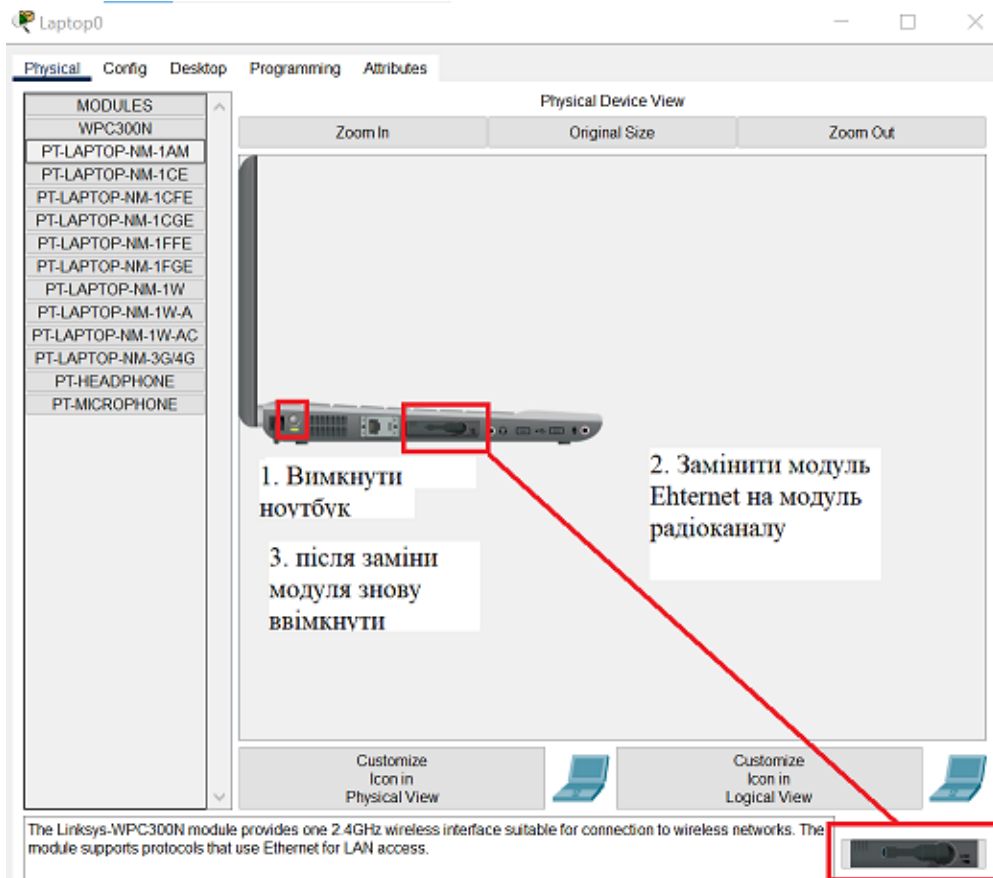 Laptop0
Physical Config Desktop Programming Attributes
MODULES
WPC300N
PT-LAPTOP-NM-1AM
PT-LAPTOP-NM-1CE
PT-LAPTOP-NM-1CFE
PT-LAPTOP-NM-1CGE
PT-LAPTOP-NM-1FFE
PT-LAPTOP-NM-1FGE
PT-LAPTOP-NM-1W
PT-LAPTOP-NM-1W-A
PT-LAPTOP-NM-1W-AC
PT-LAPTOP-NM-3G/4G
PT-HEADPHONE
PT-MICROPHONE
Physical Device View
Zoom In Original Size Zoom Out
1. Вимкнути
ноутбук
2. Замінити модуль
Ehternet на модуль
радіоканалу
3. після заміни
модуля знову
ввімкнути
Customize
Icon in
Physical View
Customize
Icon in
Logical View
The Linksys-WPC300N module provides one 2.4GHz wireless interface suitable for connection to wireless networks. The
module supports protocols that use Ethernet for LAN access.